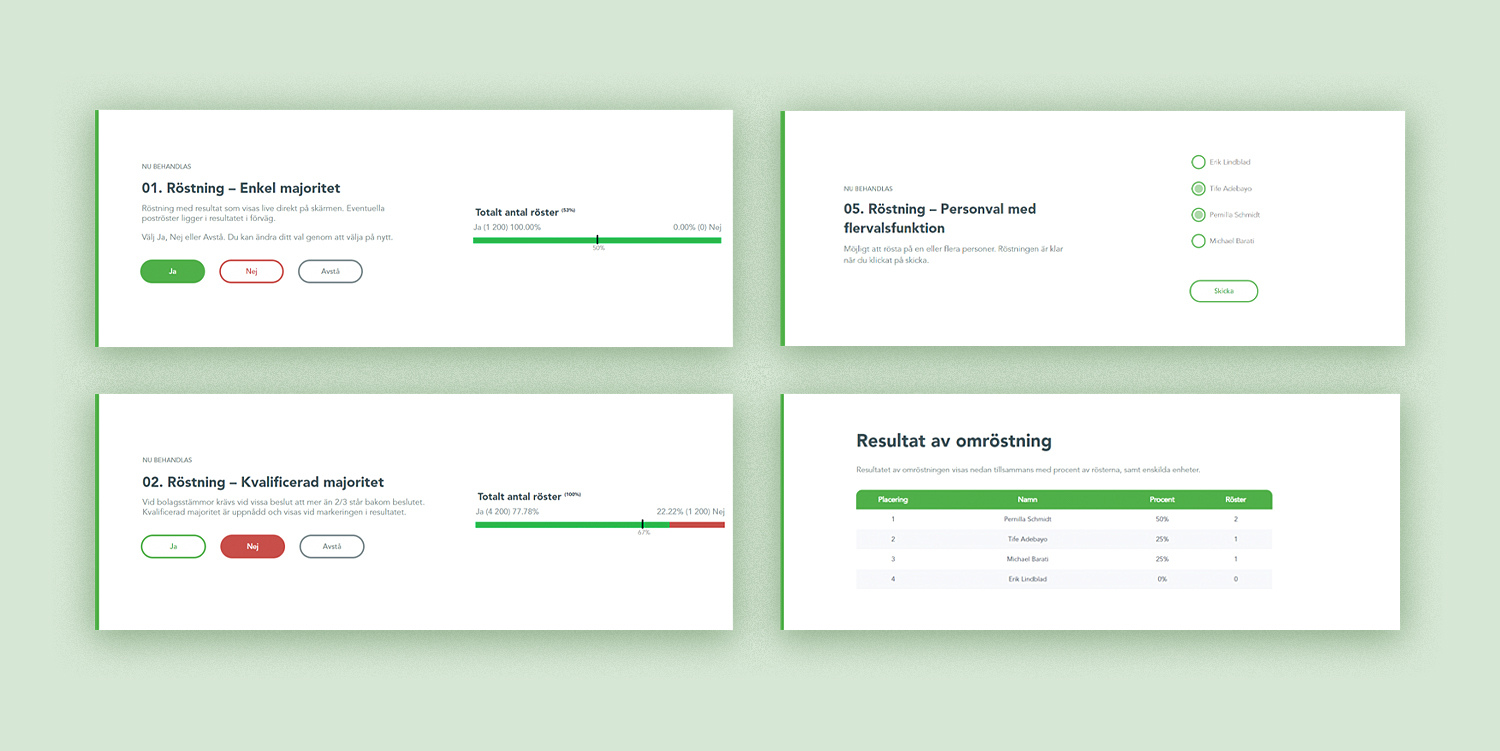 NU BEHANDLAS
01. Röstning – Enkel majoritet
Röstning med resultat som visas live direkt på skärmen. Eventuella
poströster ligger i resultatet i förväg.
Välj Ja, Nej eller Avstå. Du kan ändra ditt val genom att välja på nytt.
Ja
Nej
Avstå
Totalt antal röster (53%)
Ja (1 200) 100.00%
0.00% (0) Nej
50%
NU BEHANDLAS
05. Röstning – Personval med
flervalsfunktion
Möjligt att rösta på en eller flera personer. Röstningen är klar
när du klickat på skicka.
Erik Lindblad
Tife Adebayo
Pernilla Schmidt
Michael Barati
Skicka
NU BEHANDLAS
02. Röstning – Kvalificerad majoritet
Vid bolagsstämmor krävs vid vissa beslut att mer än 2/3 står bakom beslutet.
Kvalificerad majoritet är uppnådd och visas vid markeringen i resultatet.
Ja
Nej
Avstå
Totalt antal röster (100%)
Ja (4 200) 77.78%
22.22% (1 200) Nej
67%
Resultat av omröstning
Resultatet av omröstningen visas nedan tillsammans med procent av rösterna, samt enskilda enheter.
Placering Namn Procent Röster
1 Pernilla Schmidt 50% 2
2 Tife Adebayo 25% 1
3 Michael Barati 25% 1
4 Erik Lindblad 0% 0